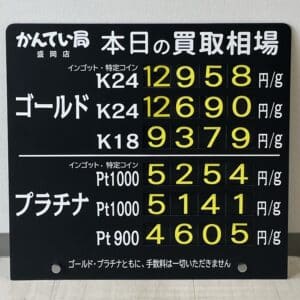 かんてい局
盛岡店
本日の買取相場
インゴット・特定コイン
K24 12958 円/g
ゴールド K24 12690 円/g
K18 9379 円/g
インゴット・特定コイン
Pt1000 5254 円/g
プラチナ Pt1000 5141 円/g
Pt900 4605 円/g
ゴールド・プラチナともに、手数料は一切いただきません